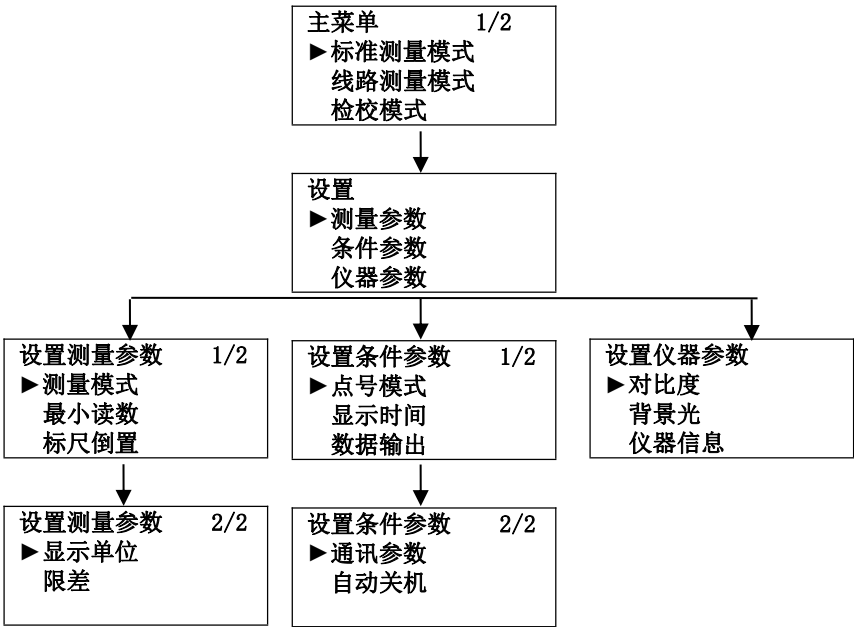 主菜单 1/2
►标准测量模式
线路测量模式
检校模式
设置
►测量参数
条件参数
仪器参数
设置测量参数 1/2
►测量模式
最小读数
标尺倒置
设置条件参数 1/2
►点号模式
显示时间
数据输出
设置仪器参数
►对比度
背景光
仪器信息
设置测量参数 2/2
►显示单位
限差
设置条件参数 2/2
►通讯参数
自动关机